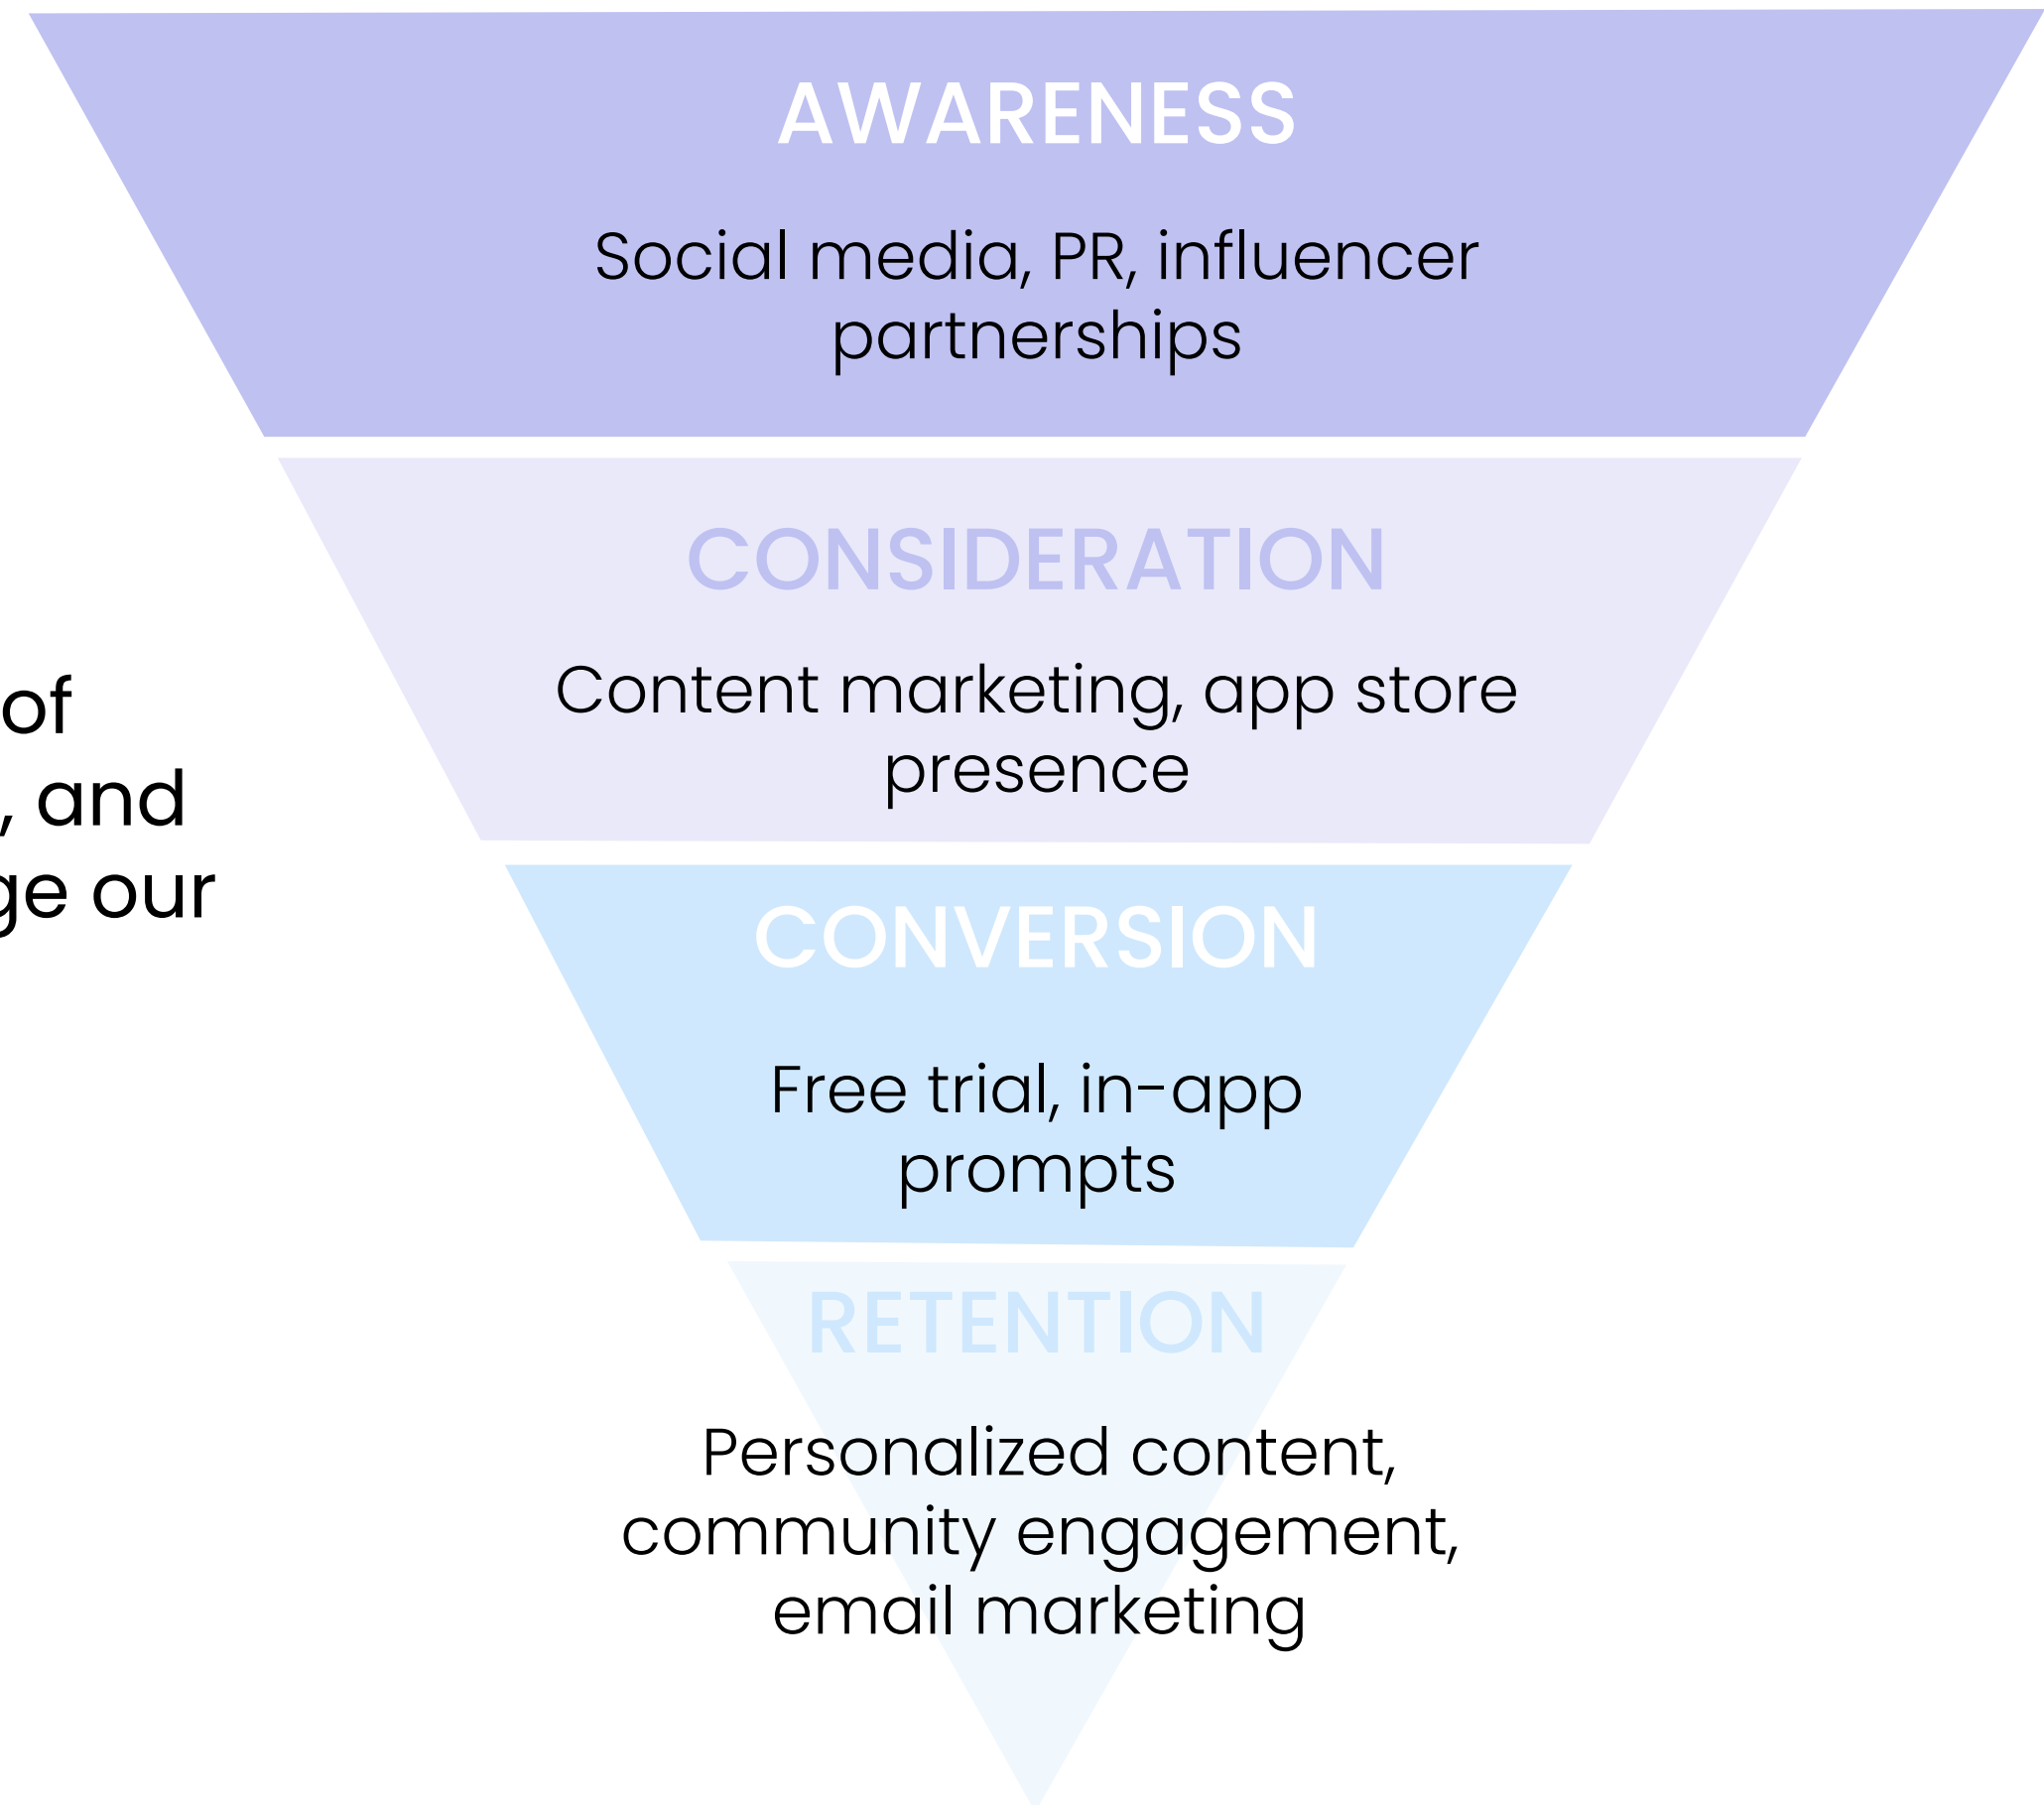 AWARENESS
Social media, PR, influencer
partnerships
CONSIDERATION
Content marketing, app store
presence
of
, and
ge our
CONVERSION
Free trial, in-app
prompts
RETENTION
Personalized content,
community engagement,
email marketing